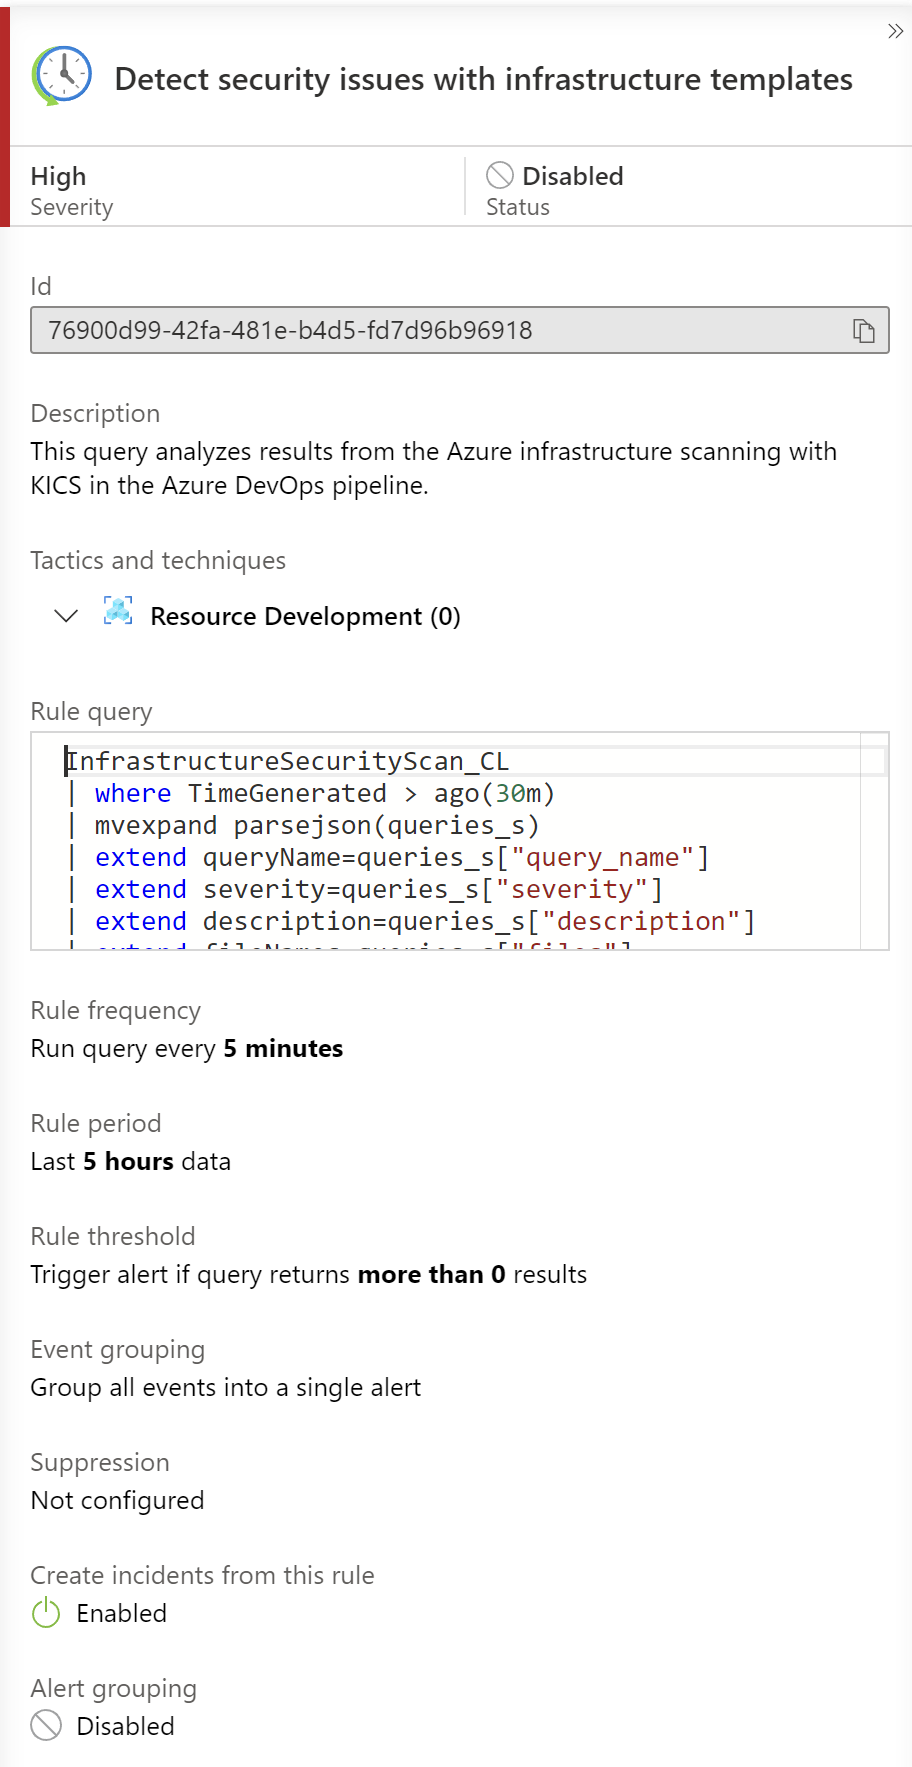 Detect security issues with infrastructure templates
High
Severity
Disabled
Status
Id
76900d99-42fa-481e-b4d5-fd7d96b96918
Description
This query analyzes results from the Azure infrastructure scanning with
KICS in the Azure DevOps pipeline.
Tactics and techniques
Resource Development (0)
Rule query
InfrastructureSecurityScan_CL
| where TimeGenerated > ago(30m)
| mvexpand parsejson(queries_s)
| extend queryName=queries_s["query_name"]
| extend severity=queries_s["severity"]
| extend description=queries_s["description"]
| extend fileNames=queries_s["files"]
Rule frequency
Run query every 5 minutes
Rule period
Last 5 hours data
Rule threshold
Trigger alert if query returns more than 0 results
Event grouping
Group all events into a single alert
Suppression
Not configured
Create incidents from this rule
Enabled
Alert grouping
Disabled